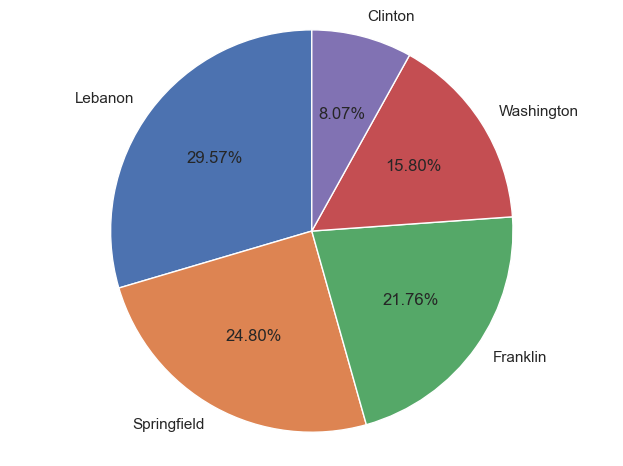 Clinton
Lebanon
Washington
8.07%
29.57%
15.80%
21.76%
24.80%
Franklin
Springfield